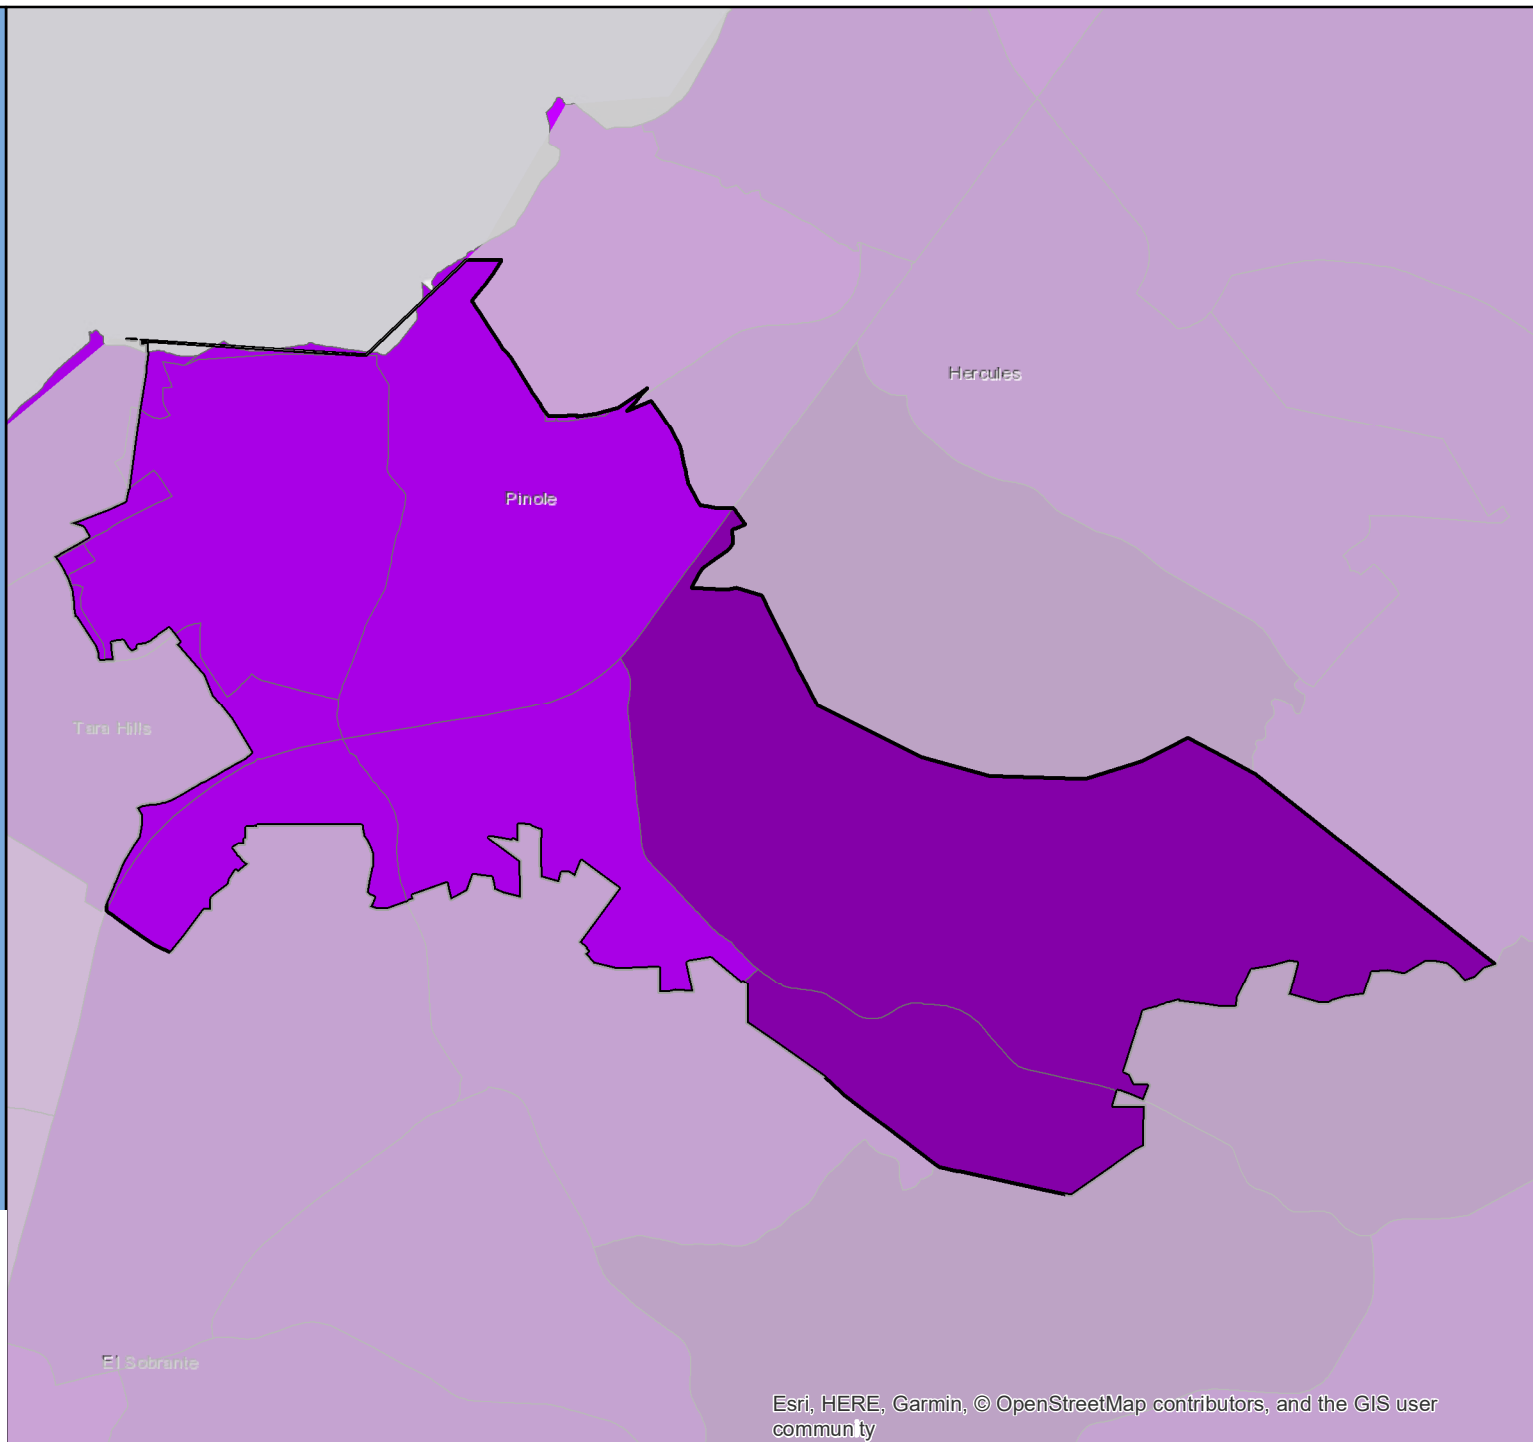 Hercules
Pinole
Tara Hills
El Sobrante
Esri, HERE, Garmin, © OpenStreetMap contributors, and the GIS user
community